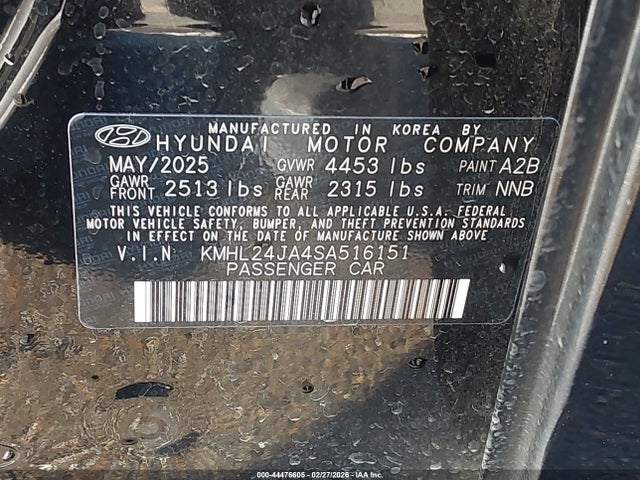 MANUFACTURED IN KOREA BY
HYUNDAI MOTOR COMPANY
MAY/2025 GVWR 4453 lbs PAINT A2B
GAWR FRONT 2513 lbs GAWR REAR 2315 lbs TRIM NNB
THIS VEHICLE CONFORMS TO ALL APPLICABLE U.S.A. FEDERAL
MOTOR VEHICLE SAFETY, BUMPER, AND THEFT PREVENTION STANDARDS
IN EFFECT ON THE DATE OF MANUFACTURE SHOWN ABOVE
V.I.N KMHL24JA4SA516151
PASSENGER CAR
000-44476605 - 02/27/2026 - IAA Inc.